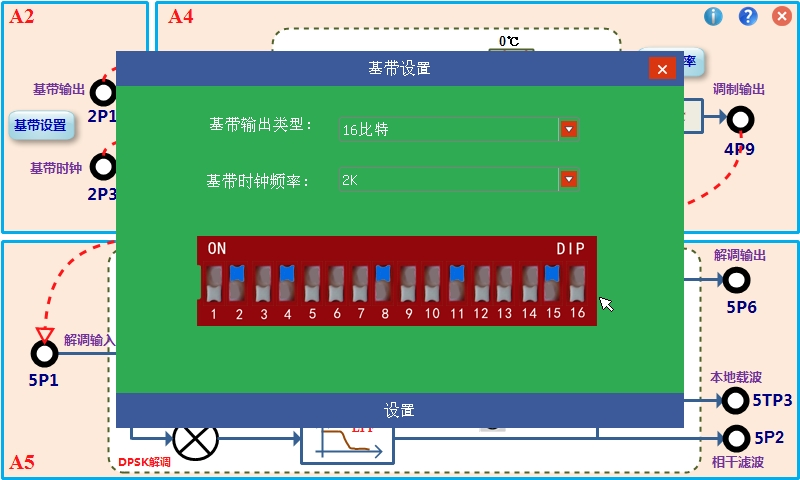 A2
A4
0℃
基带输出
2P1
基带设置
基带时钟
2P3
率
调制输出
4P9
基带设置
基带输出类型:
16比特
基带时钟频率:
2K
ON
DIP
1 2 3 4 5 6 7 8 9 10 11 12 13 14 15 16
设置
解调输入
5P1
解调输出
5P6
本地载波
5TP3
5P2
相干滤波
DPSK解调
A5